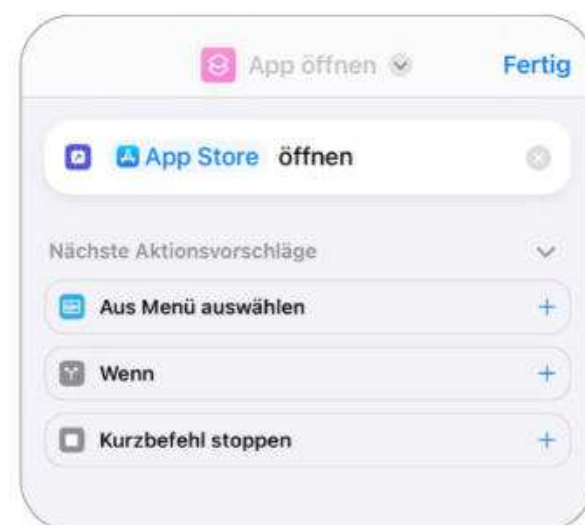 App öffnen
Fertig
App Store öffnen
Nächste Aktionsvorschläge
Aus Menü auswählen
Wenn
Kurzbefehl stoppen